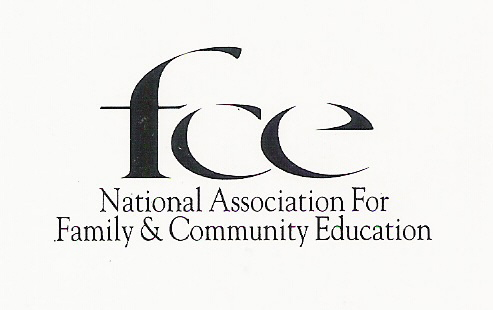 fce
National Association For
Family & Community Education